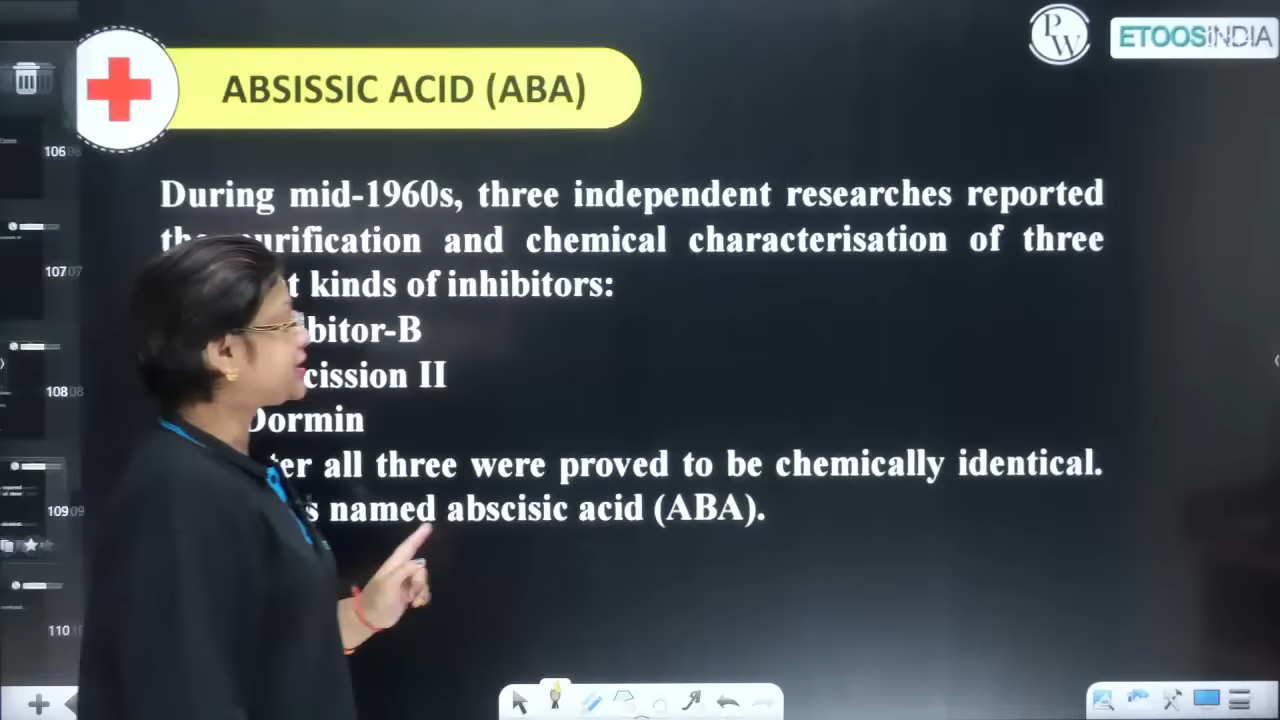 PW
ETOOSINDIA
ABSISSIC ACID (ABA)
106
107
108
109
110
During mid-1960s, three independent researches reported
purification and chemical characterisation of three
kinds of inhibitors:
bitor-B
cission II
Dormin
ter all three were proved to be chemically identical.
s named abscisic acid (ABA).